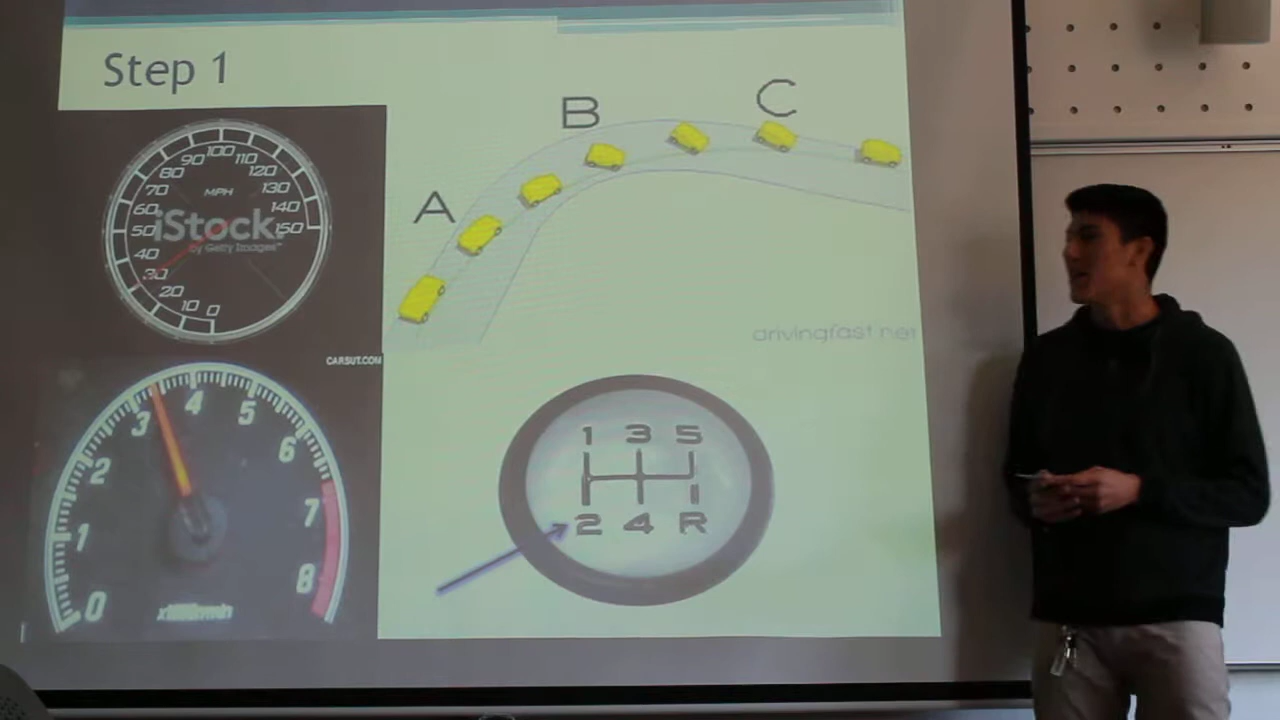 Step 1
A
B
C
90 100 110
80 120
70 MPH 130
60 140
50 150
40
30
20
10 0
iStock
by Getty Images
CARSUT.COM
drivingfast net
0 1 2 3 4 5 6 7 8
1 3 5
2 4 R